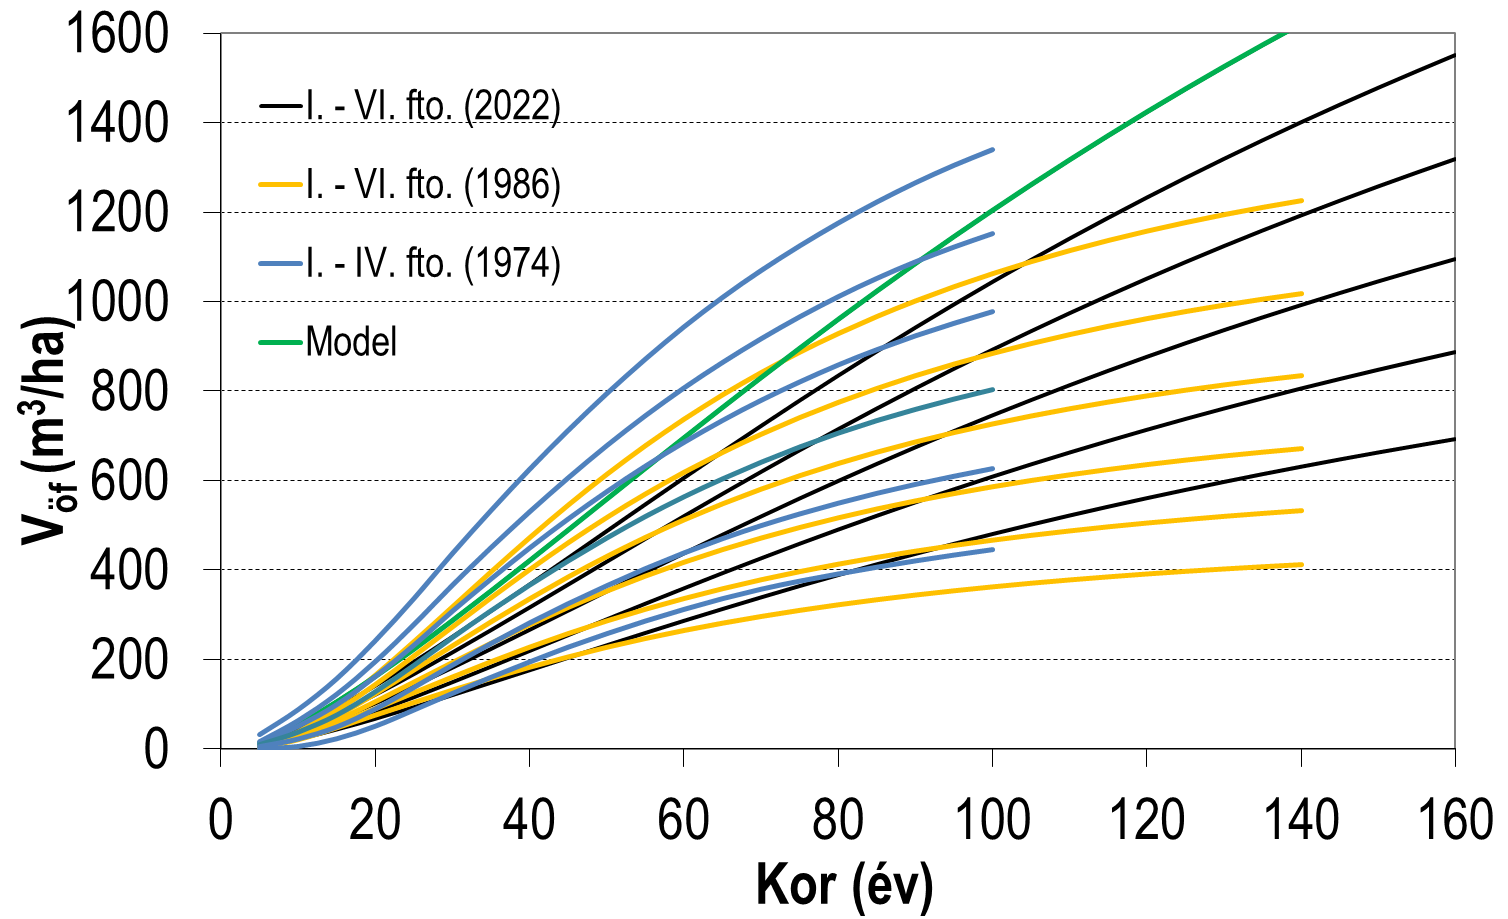 1600
1400
1200
1000
800
600
400
200
0
V öf (m³/ha)
I. - VI. fto. (2022)
I. - VI. fto. (1986)
I. - IV. fto. (1974)
Model
0 20 40 60 80 100 120 140 160
Kor (év)